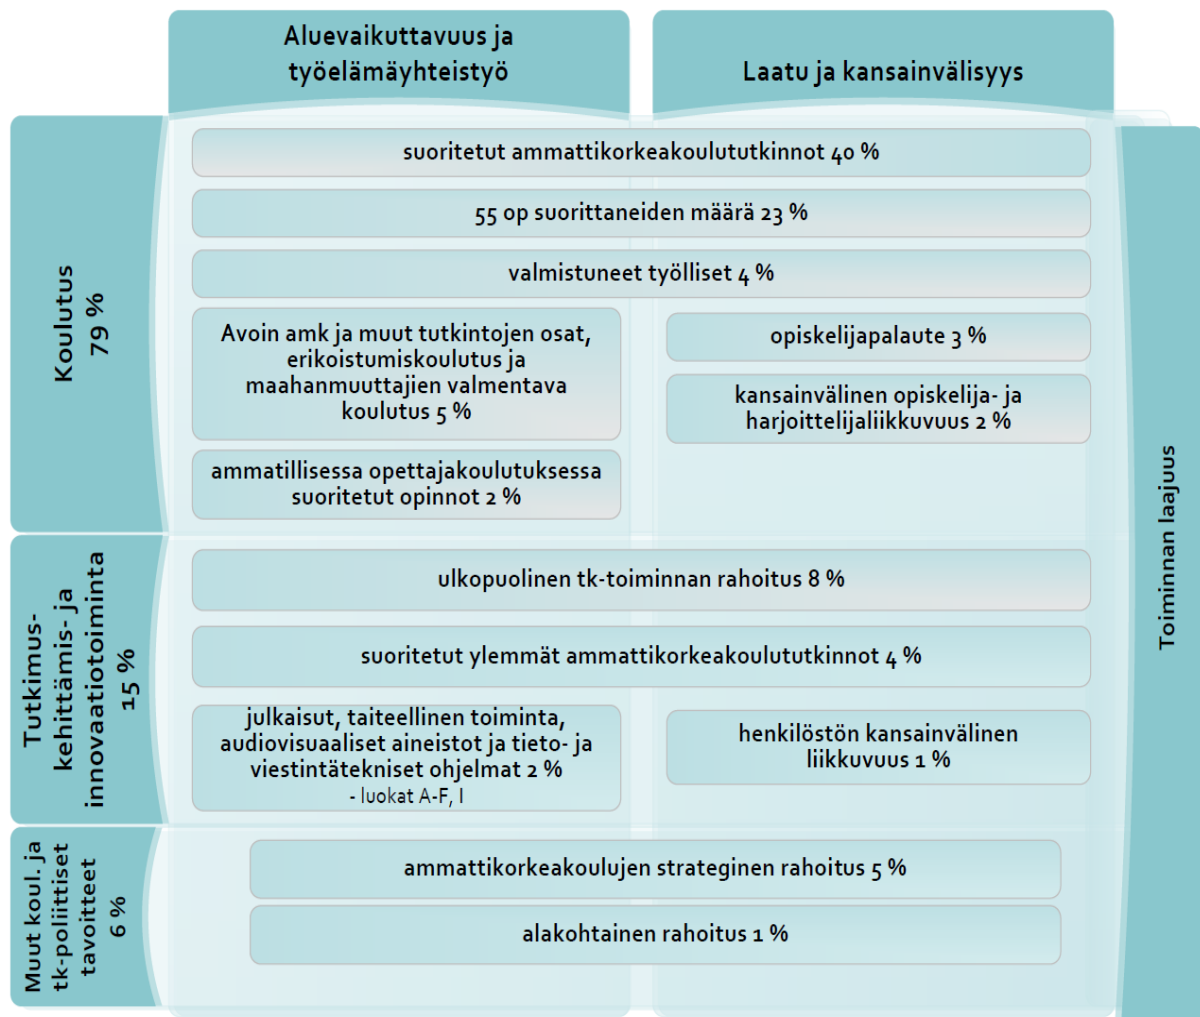 Aluevaikuttavuus ja
työelämäyhteistyö
Laatu ja kansainvälisyys
Koulutus
79 %
suoritetut ammattikorkeakoulututkinnot 40 %
55 op suorittaneiden määrä 23 %
valmistuneet työlliset 4 %
Avoin amk ja muut tutkintojen osat,
erikoistumiskoulutus ja
maahanmuuttajien valmentava
koulutus 5 %
opiskelijapalaute 3 %
kansainvälinen opiskelija- ja
harjoittelijaliikkuvuus 2 %
ammatillisessa opettajakoulutuksessa
suoritetut opinnot 2 %
Toiminnan laajuus
Tutkimus-
kehittämis- ja
innovaatiotoiminta
15 %
ulkopuolinen tk-toiminnan rahoitus 8 %
suoritetut ylemmät ammattikorkeakoulututkinnot 4 %
julkaisut, taiteellinen toiminta,
audiovisuaaliset aineistot ja tieto- ja
viestintätekniset ohjelmat 2 %
- luokat A-F, I
henkilöstön kansainvälinen
liikkuvuus 1 %
Muut koul. ja
tk-poliittiset
tavoitteet
6 %
ammattikorkeakoulujen strateginen rahoitus 5 %
alakohtainen rahoitus 1 %